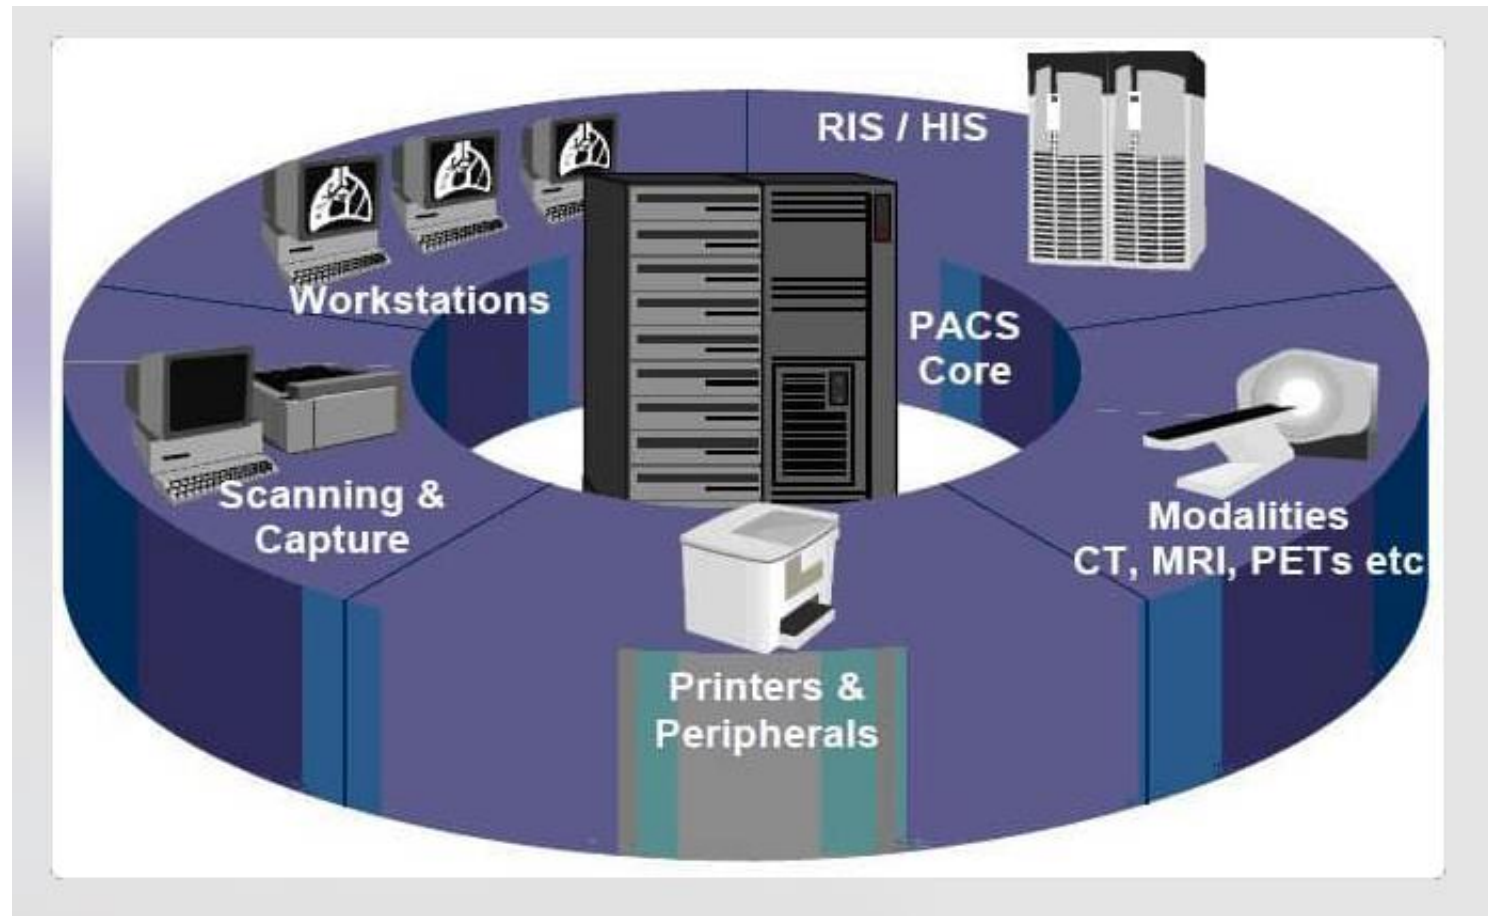 RIS / HIS
Workstations
PACS
Core
Scanning &
Capture
Modalities
CT, MRI, PETs etc
Printers &
Peripherals